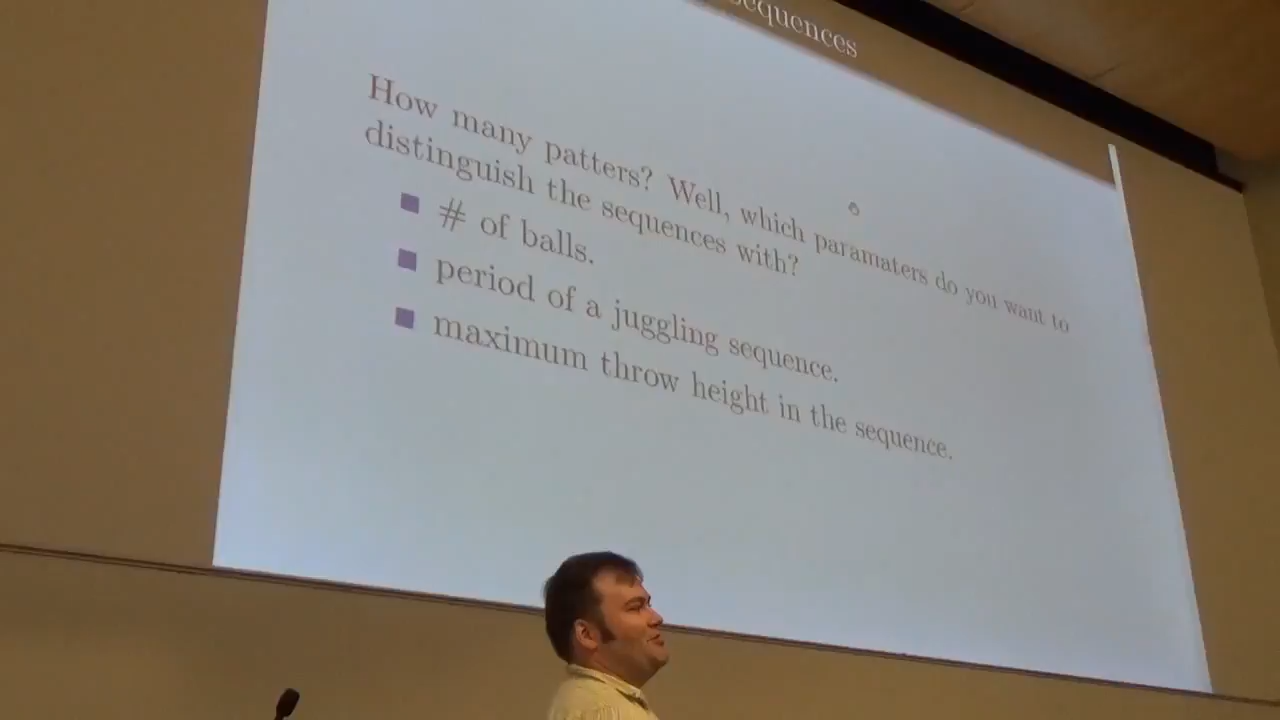 How many patters? Well, which paramaters do you want to
distinguish the sequences with?
# of balls.
period of a juggling sequence.
maximum throw height in the sequence.